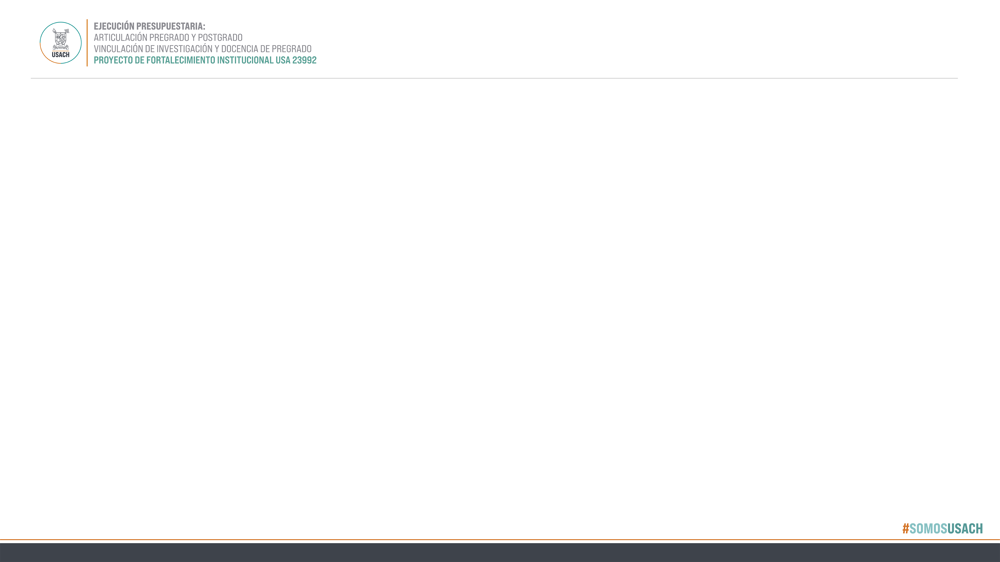 EJECUCIÓN PRESUPUESTARIA:
ARTICULACIÓN PREGRADO Y POSTGRADO
VINCULACIÓN DE INVESTIGACIÓN Y DOCENCIA DE PREGRADO
PROYECTO DE FORTALECIMIENTO INSTITUCIONAL USA 23992
USACH
#SOMOSUSACH